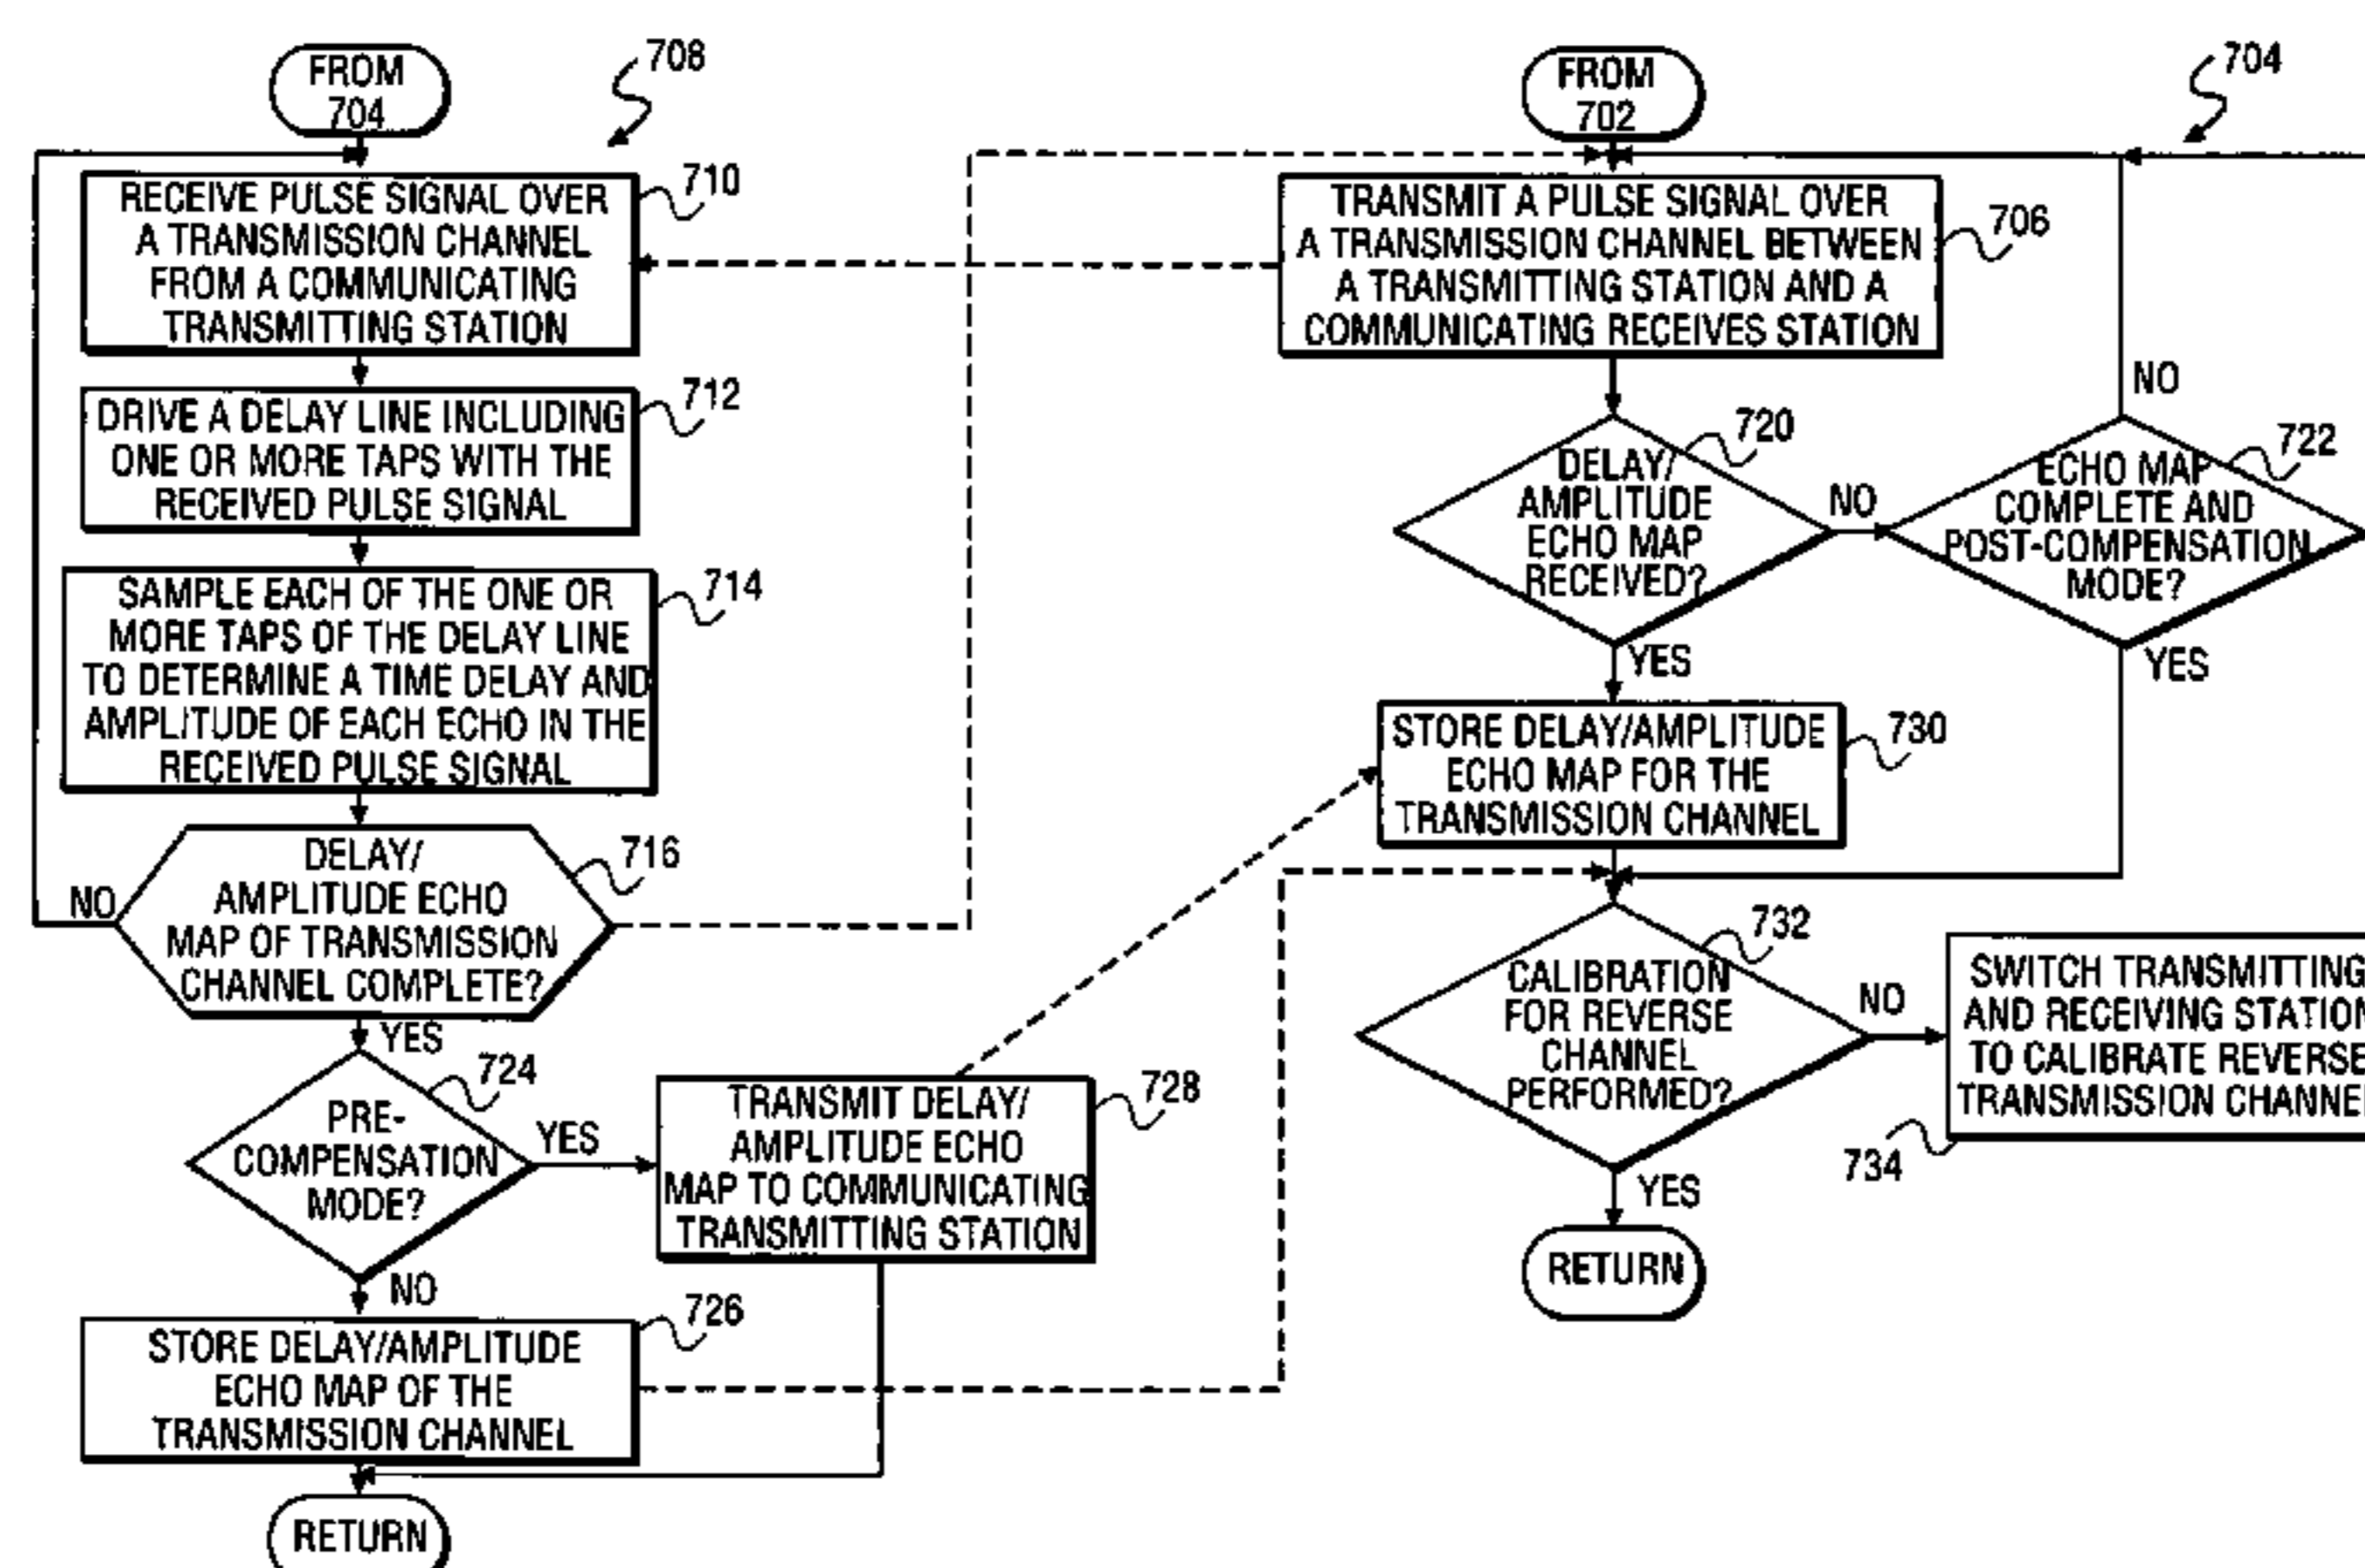 FROM
704
708
RECEIVE PULSE SIGNAL OVER
A TRANSMISSION CHANNEL
FROM A COMMUNICATING
TRANSMITTING STATION
710
DRIVE A DELAY LINE INCLUDING
ONE OR MORE TAPS WITH THE
RECEIVED PULSE SIGNAL
712
SAMPLE EACH OF THE ONE OR
MORE TAPS OF THE DELAY LINE
TO DETERMINE A TIME DELAY AND
AMPLITUDE OF EACH ECHO IN THE
RECEIVED PULSE SIGNAL
714
DELAY/
AMPLITUDE ECHO
MAP OF TRANSMISSION
CHANNEL COMPLETE?
716
NO
YES
PRE-
COMPENSATION
MODE?
724
YES
NO
TRANSMIT DELAY/
AMPLITUDE ECHO
MAP TO COMMUNICATING
TRANSMITTING STATION
728
STORE DELAY/AMPLITUDE
ECHO MAP OF THE
TRANSMISSION CHANNEL
726
RETURN
FROM
702
704
TRANSMIT A PULSE SIGNAL OVER
A TRANSMISSION CHANNEL BETWEEN
A TRANSMITTING STATION AND A
COMMUNICATING RECEIVES STATION
706
DELAY/
AMPLITUDE
ECHO MAP
RECEIVED?
720
NO
YES
ECHO MAP
COMPLETE AND
POST-COMPENSATION
MODE?
722
NO
YES
STORE DELAY/AMPLITUDE
ECHO MAP FOR THE
TRANSMISSION CHANNEL
730
CALIBRATION
FOR REVERSE
CHANNEL
PERFORMED?
732
NO
YES
SWITCH TRANSMITTING
AND RECEIVING STATION
TO CALIBRATE REVERSE
TRANSMISSION CHANNEL
734
RETURN